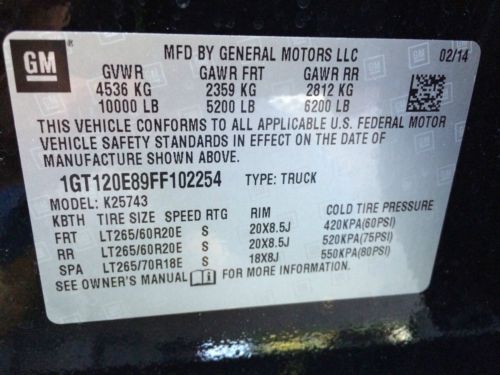 GM
MFD BY GENERAL MOTORS LLC 02/14
GVWR GAWR FRT GAWR RR
4536 KG 2359 KG 2812 KG
10000 LB 5200 LB 6200 LB
THIS VEHICLE CONFORMS TO ALL APPLICABLE U.S. FEDERAL MOTOR
VEHICLE SAFETY STANDARDS IN EFFECT ON THE DATE OF
MANUFACTURE SHOWN ABOVE.
1GT120E89FF102254 TYPE: TRUCK
MODEL: K25743
KBTH TIRE SIZE SPEED RTG RIM COLD TIRE PRESSURE
FRT LT265/60R20E S 20X8.5J 420KPA(60PSI)
RR LT265/60R20E S 20X8.5J 520KPA(75PSI)
SPA LT265/70R18E S 18X8J 550KPA(80PSI)
SEE OWNER'S MANUAL FOR MORE INFORMATION.